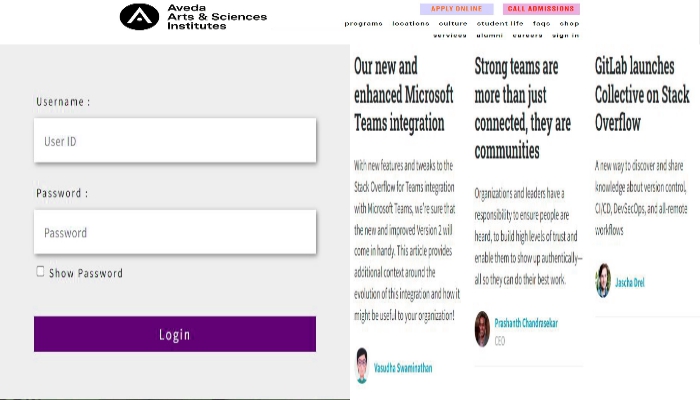 Aveda
Arts & Sciences
Institutes
APPLY ONLINE
CALL ADMISSIONS
programs locations culture student life faqs shop
services alumni careers sign in
Username :
User ID
Password :
Password
Show Password
Login
Our new and
enhanced Microsoft
Teams integration
With new features and tweaks to the
Stack Overflow for Teams integration
with Microsoft Teams, we're sure that
the new and improved Version 2 will
come in handy. This article provides
additional context around the
evolution of this integration and how it
might be useful to your organization!
Vasudha Swaminathan
Strong teams are
more than just
connected, they are
communities
Organizations and leaders have a
responsibility to ensure people are
heard, to build high levels of trust and
enable them to show up authentically—
all so they can do their best work.
Prashanth Chandrasekar
CEO
GitLab launches
Collective on Stack
Overflow
A new way to discover and share
knowledge about version control,
CI/CD, DevSecOps, and all-remote
workflows
Jascha Drel